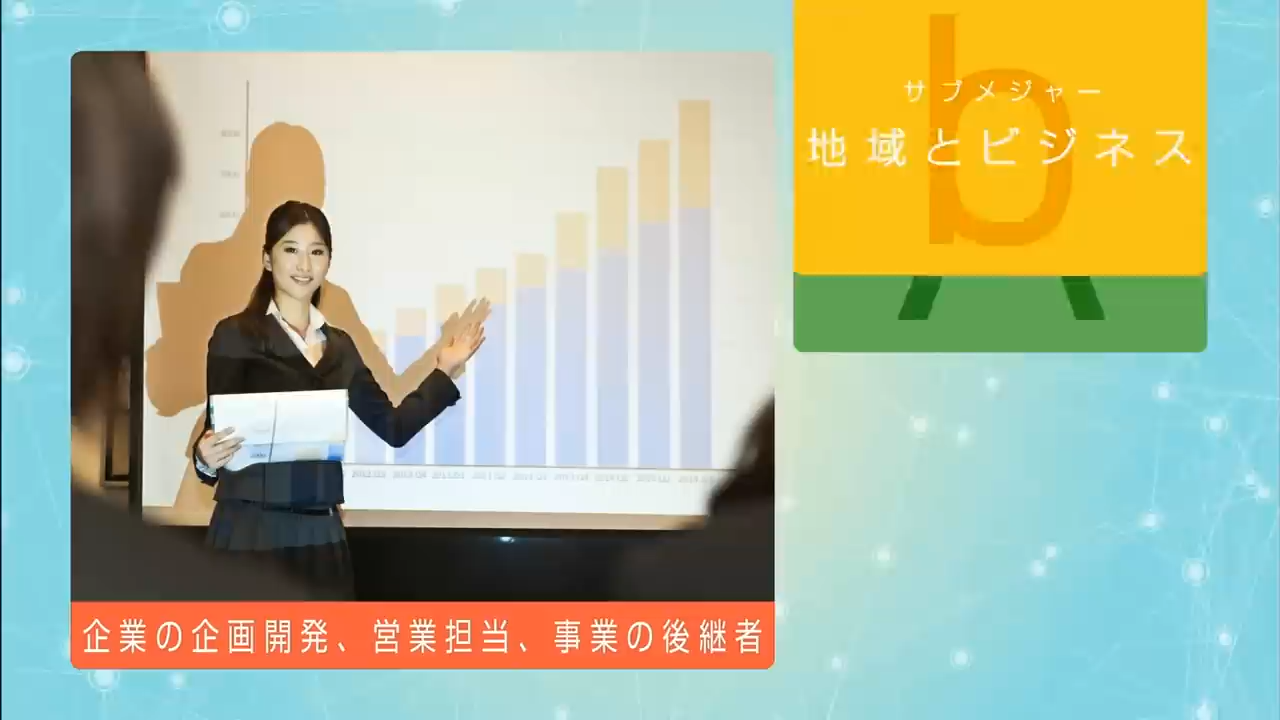 サブメジャー
地域とビジネス
b
企業の企画開発、営業担当、事業の後継者